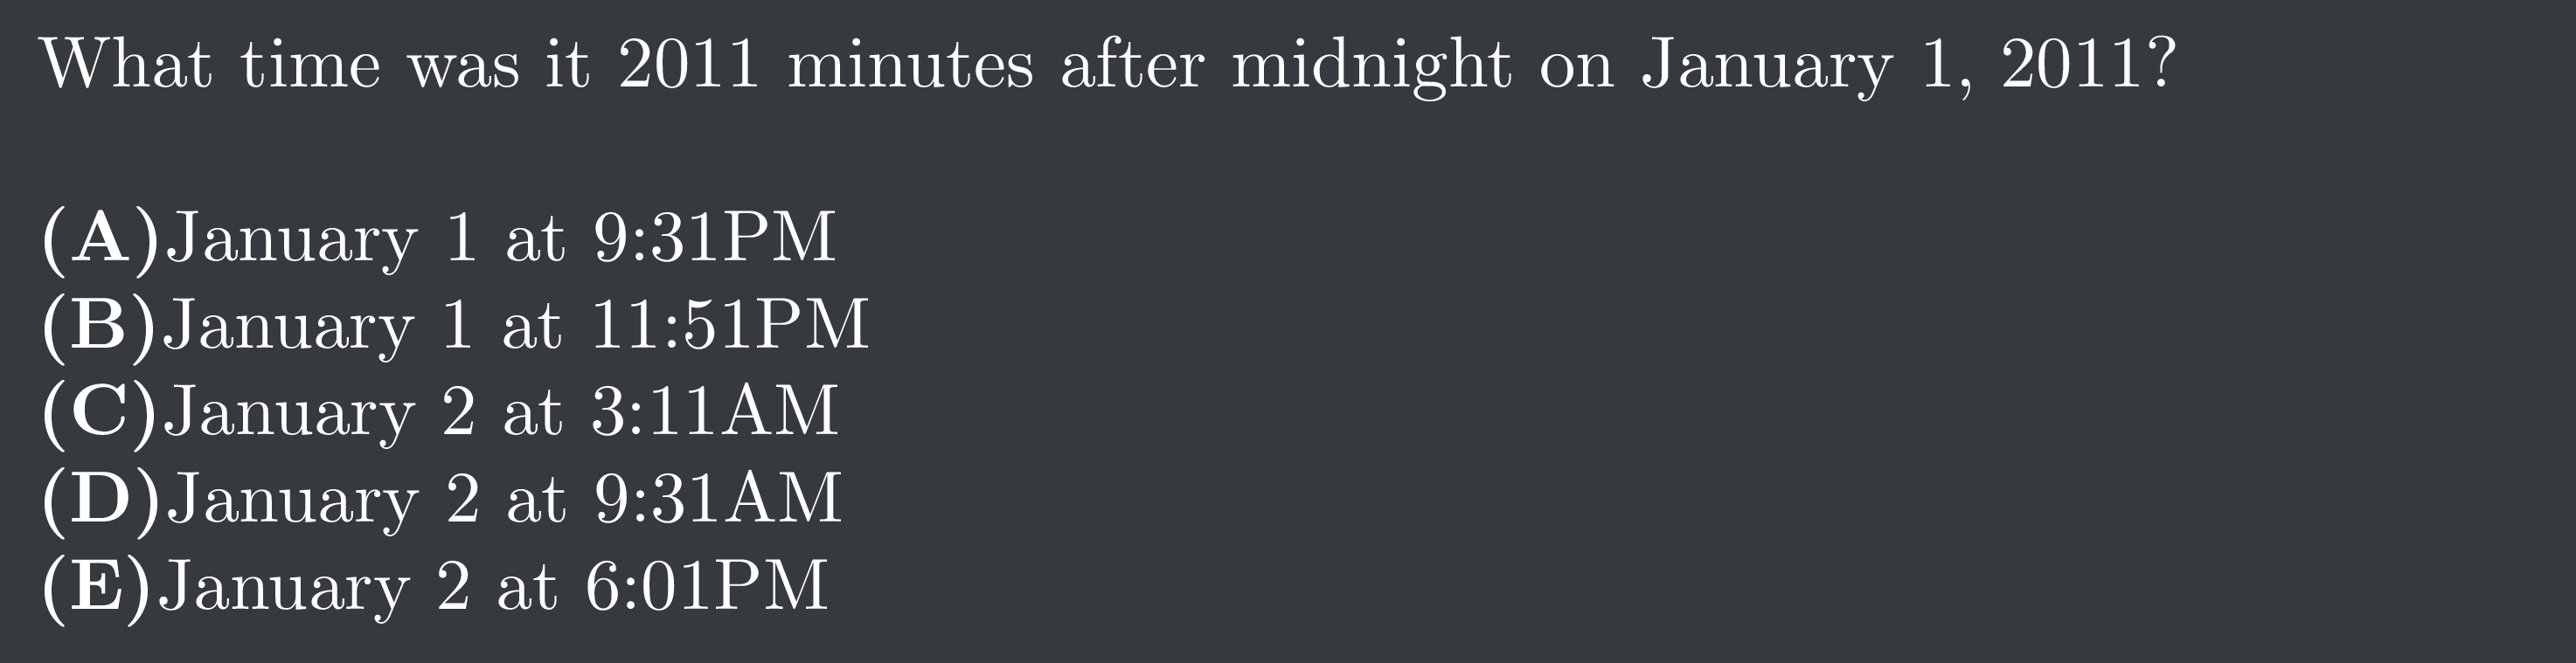 What time was it 2011 minutes after midnight on January 1, 2011?
(A)January 1 at 9:31PM
(B)January 1 at 11:51PM
(C)January 2 at 3:11AM
(D)January 2 at 9:31AM
(E)January 2 at 6:01PM